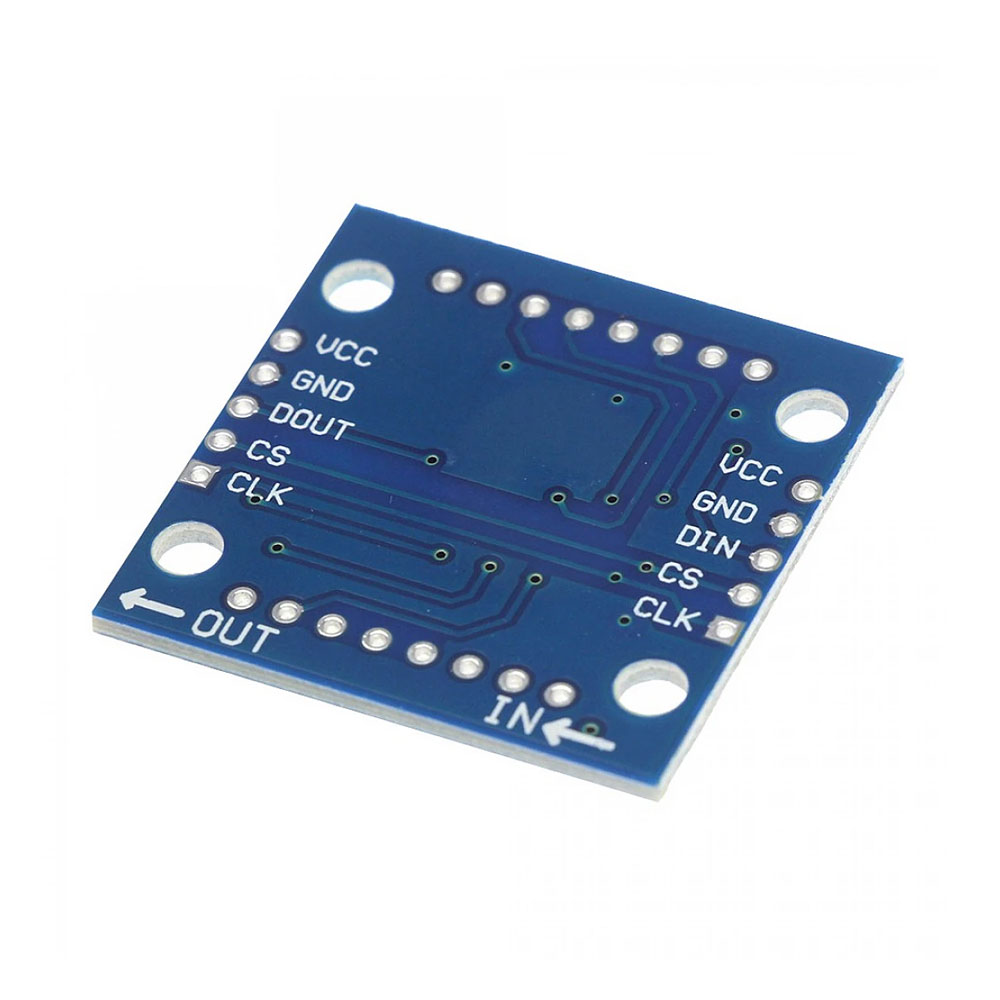 VCC
GND
DOUT
CS
CLK
OUT
VCC
GND
DIN
CS
CLK
IN